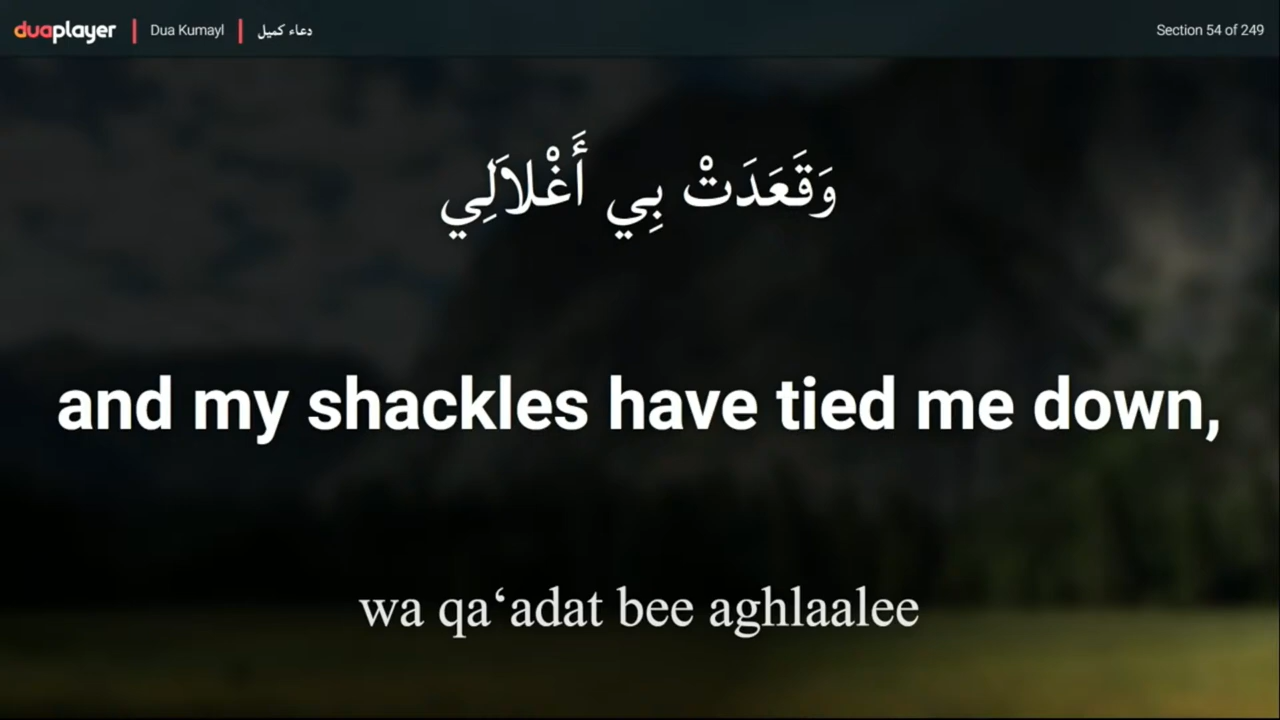 duaplayer | Dua Kumayl | دعاء كميل Section 54 of 249
وَقَعَدَتْ بِي أَغْلاَلِي
and my shackles have tied me down,
wa qa‘adat bee aghlaalee